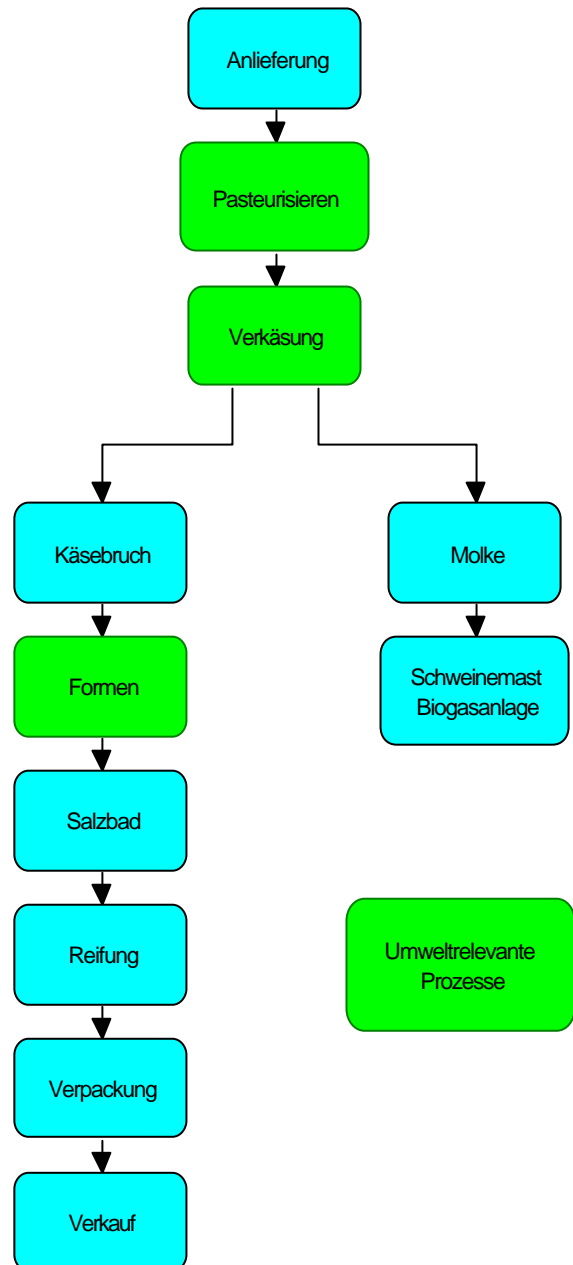 Anlieferung
Pasteurisieren
Verkäsung
Käsebruch
Molke
Formen
Schweinemast
Biogasanlage
Salzbad
Reifung
Umweltrelevante
Prozesse
Verpackung
Verkauf